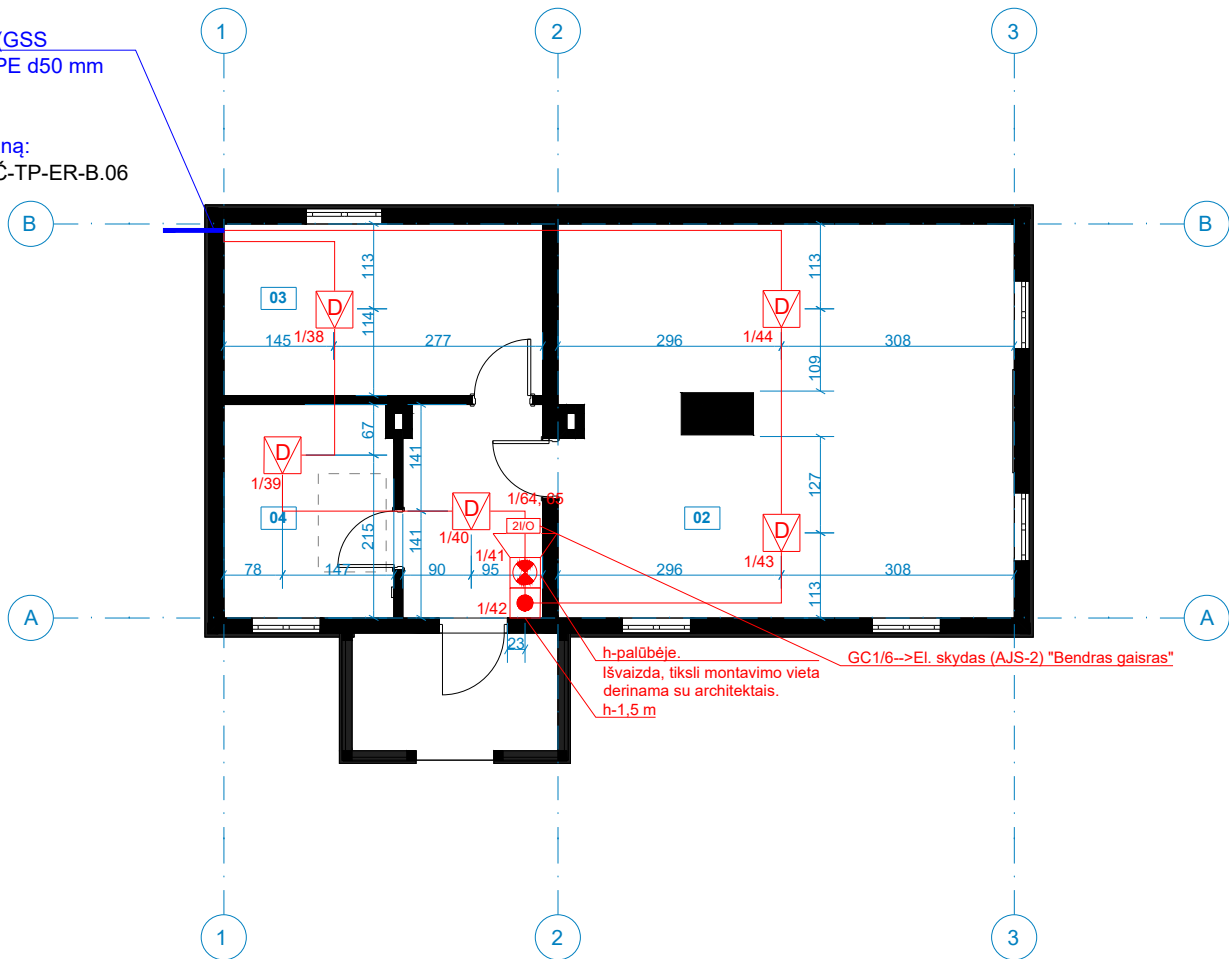 1
2
3
(GSS
PE d50 mm
ną:
Č-TP-ER-B.06
B
B
113
113
03
D
D
1/38
114
1/44
145
277
296
308
109
67
141
D
1/39
127
1/64, 65
D
2I/O
04
02
D
1/40
215
141
1/41
1/43
78
147
90
95
296
308
113
1/42
A
A
23
h-palūbėje.
Išvaizda, tiksli montavimo vieta
derinama su architektais.
h-1,5 m
GC1/6-->El. skydas (AJS-2) "Bendras gaisras"
1
2
3